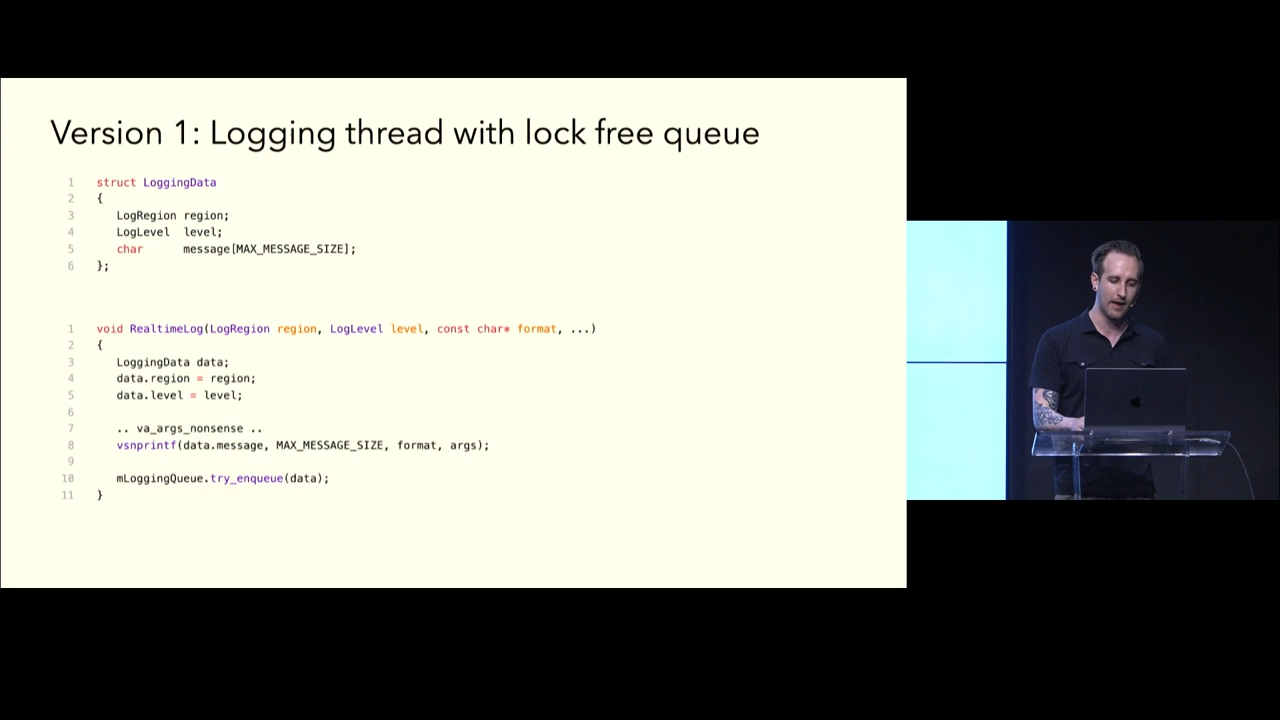 Version 1: Logging thread with lock free queue
1 struct LoggingData
2 {
3 LogRegion region;
4 LogLevel level;
5 char message[MAX_MESSAGE_SIZE];
6 };
1 void RealtimeLog(LogRegion region, LogLevel level, const char* format, ...)
2 {
3 LoggingData data;
4 data.region = region;
5 data.level = level;
6
7 .. va_args_nonsense ..
8 vsnprintf(data.message, MAX_MESSAGE_SIZE, format, args);
9
10 mLoggingQueue.try_enqueue(data);
11 }